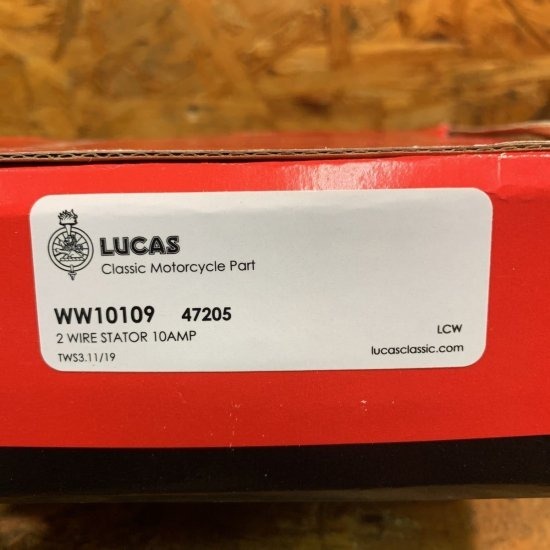 LUCAS
Classic Motorcycle Part
WW10109 47205
2 WIRE STATOR 10AMP
LCW
TWS3.11/19
lucasclassic.com